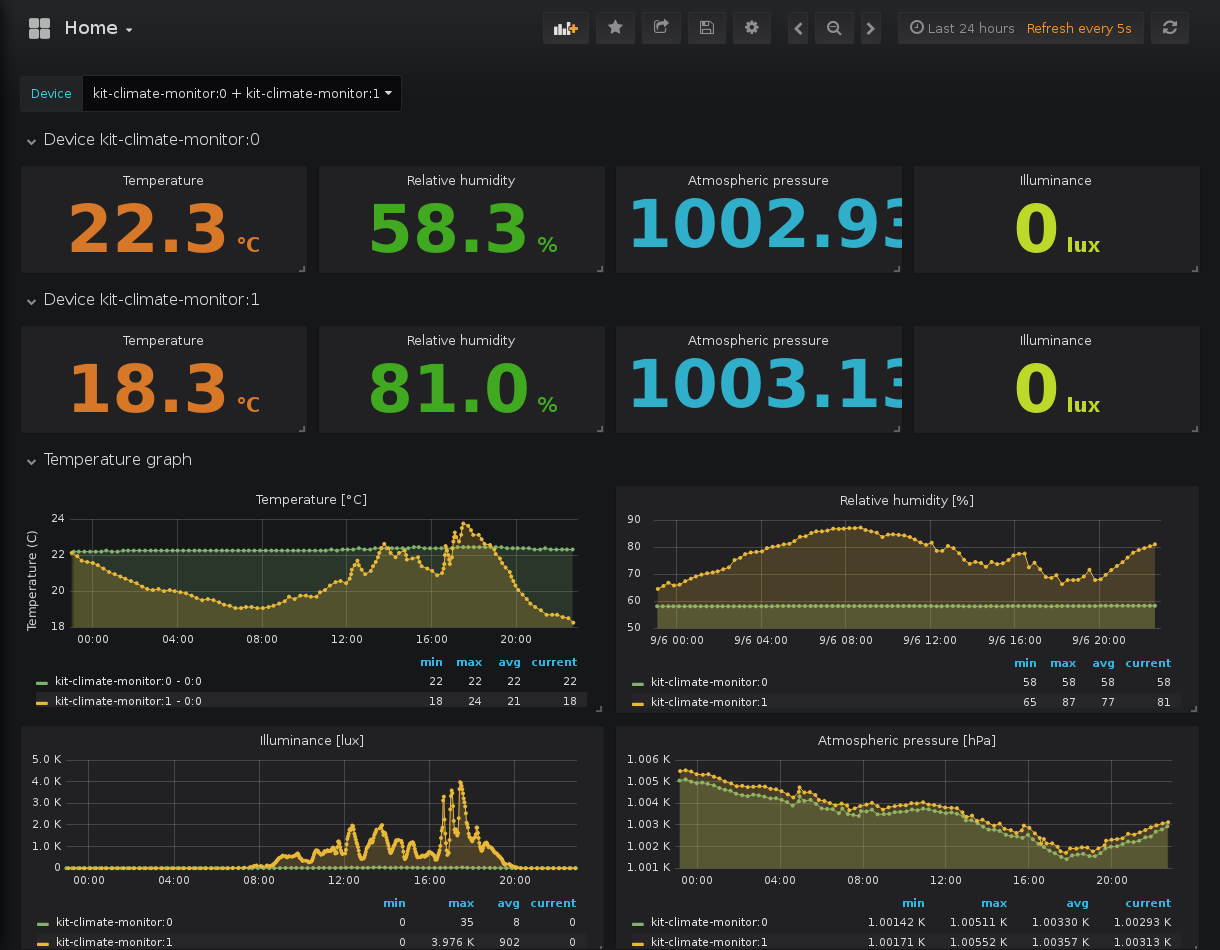 Home
Last 24 hours Refresh every 5s
Device kit-climate-monitor:0 + kit-climate-monitor:1
Device kit-climate-monitor:0
Temperature Relative humidity Atmospheric pressure Illuminance
22.3 °C 58.3 % 1002.93 0 lux
Device kit-climate-monitor:1
Temperature Relative humidity Atmospheric pressure Illuminance
18.3 °C 81.0 % 1003.13 0 lux
Temperature graph
Temperature [°C]
Temperature (C)
24
22
20
18
00:00 04:00 08:00 12:00 16:00 20:00
min max avg current
kit-climate-monitor:0 - 0:0 22 22 22 22
kit-climate-monitor:1 - 0:0 18 24 21 18
Relative humidity [%]
90
80
70
60
50
9/6 00:00 9/6 04:00 9/6 08:00 9/6 12:00 9/6 16:00 9/6 20:00
min max avg current
kit-climate-monitor:0 58 58 58 58
kit-climate-monitor:1 65 87 77 81
Illuminance [lux]
5.0 K
4.0 K
3.0 K
2.0 K
1.0 K
0
00:00 04:00 08:00 12:00 16:00 20:00
min max avg current
kit-climate-monitor:0 0 35 8 0
kit-climate-monitor:1 0 3.976 K 902 0
Atmospheric pressure [hPa]
1.006 K
1.005 K
1.004 K
1.003 K
1.002 K
1.001 K
00:00 04:00 08:00 12:00 16:00 20:00
min max avg current
kit-climate-monitor:0 1.00142 K 1.00511 K 1.00330 K 1.00293 K
kit-climate-monitor:1 1.00171 K 1.00552 K 1.00357 K 1.00313 K